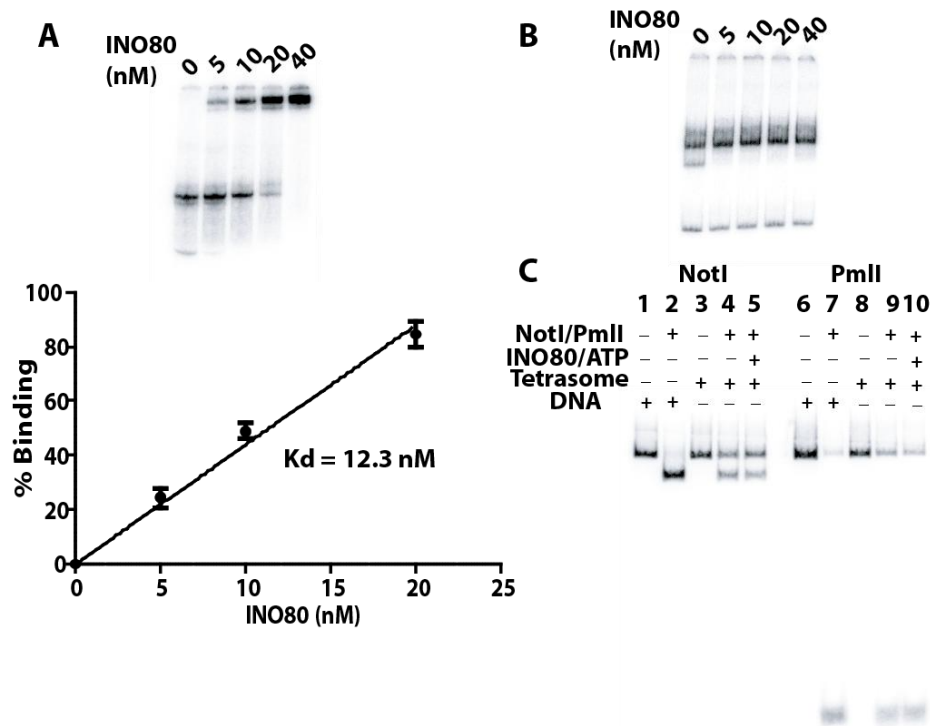 A
INO80
(nM)
0 5 10 20 40
B
INO80
(nM)
0 5 10 20 40
100
80
60
40
20
0
% Binding
Kd = 12.3 nM
0 5 10 15 20 25
INO80 (nM)
C
NotI PmlI
1 2 3 4 5 6 7 8 9 10
NotI/PmlI – + – + + – + – + +
INO80/ATP – – – – + – – – – +
Tetrasome – – + + + – – + + +
DNA + + – – – + + – – –